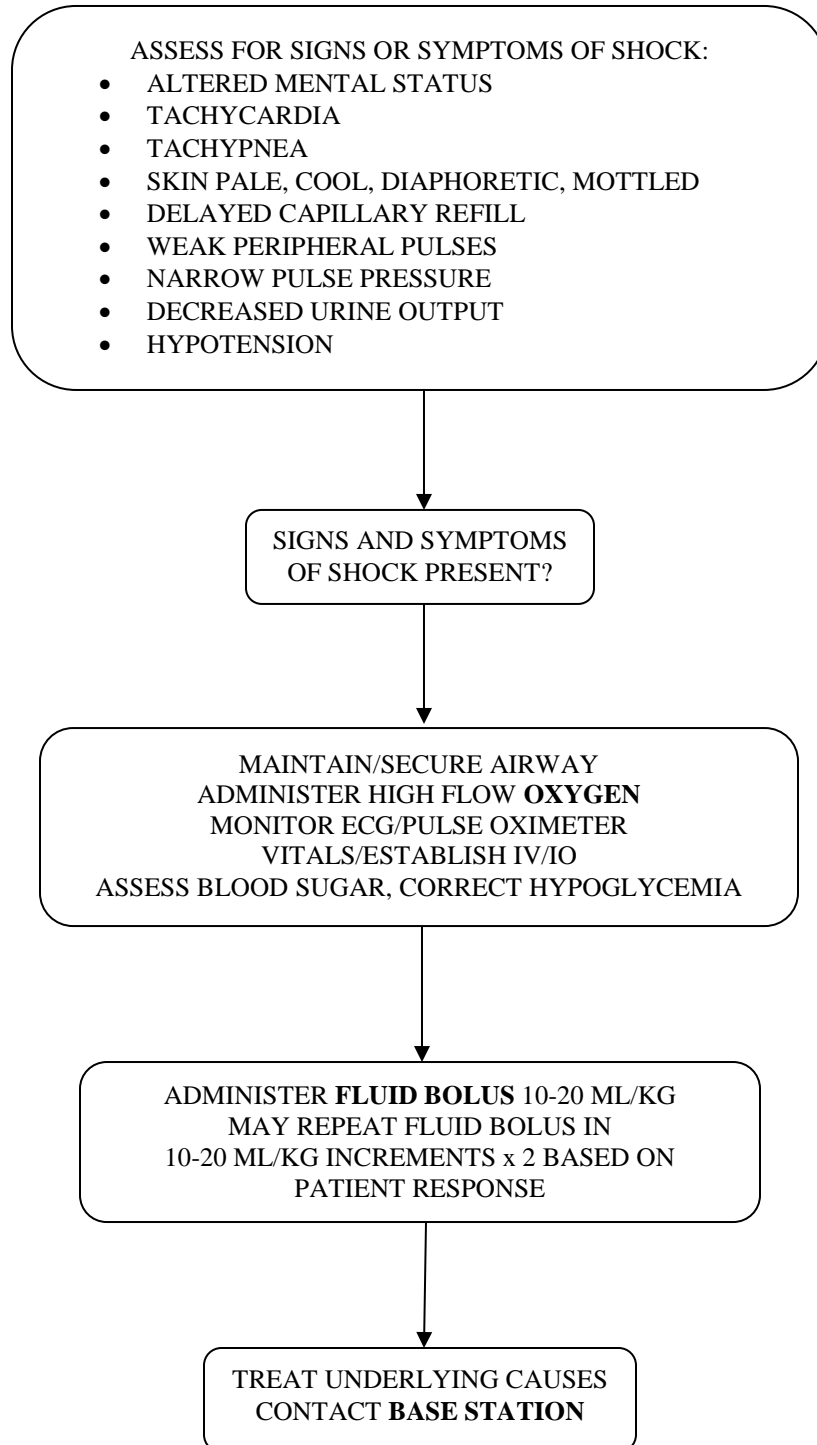 ASSESS FOR SIGNS OR SYMPTOMS OF SHOCK:
• ALTERED MENTAL STATUS
• TACHYCARDIA
• TACHYPNEA
• SKIN PALE, COOL, DIAPHORETIC, MOTTLED
• DELAYED CAPILLARY REFILL
• WEAK PERIPHERAL PULSES
• NARROW PULSE PRESSURE
• DECREASED URINE OUTPUT
• HYPOTENSION
SIGNS AND SYMPTOMS
OF SHOCK PRESENT?
MAINTAIN/SECURE AIRWAY
ADMINISTER HIGH FLOW OXYGEN
MONITOR ECG/PULSE OXIMETER
VITALS/ESTABLISH IV/IO
ASSESS BLOOD SUGAR, CORRECT HYPOGLYCEMIA
ADMINISTER FLUID BOLUS 10-20 ML/KG
MAY REPEAT FLUID BOLUS IN
10-20 ML/KG INCREMENTS x 2 BASED ON
PATIENT RESPONSE
TREAT UNDERLYING CAUSES
CONTACT BASE STATION